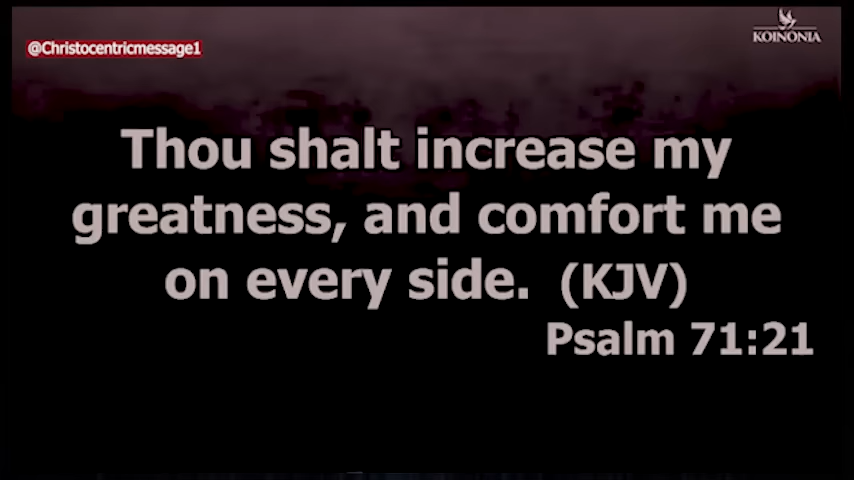 @Christocentricmessage1
KOINONIA
Thou shalt increase my
greatness, and comfort me
on every side. (KJV)
Psalm 71:21